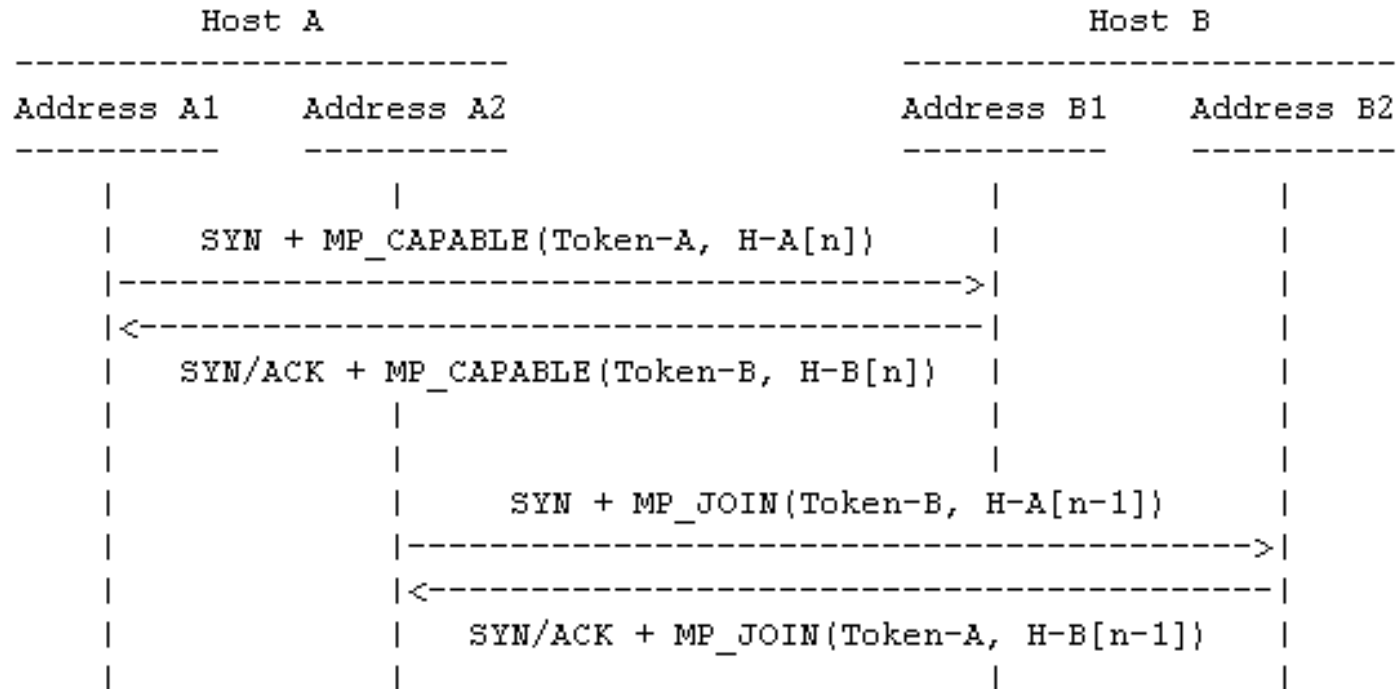 Host A Host B
Address A1 Address A2 Address B1 Address B2
SYN + MP_CAPABLE(Token-A, H-A[n])
SYN/ACK + MP_CAPABLE(Token-B, H-B[n])
SYN + MP_JOIN(Token-B, H-A[n-1])
SYN/ACK + MP_JOIN(Token-A, H-B[n-1])